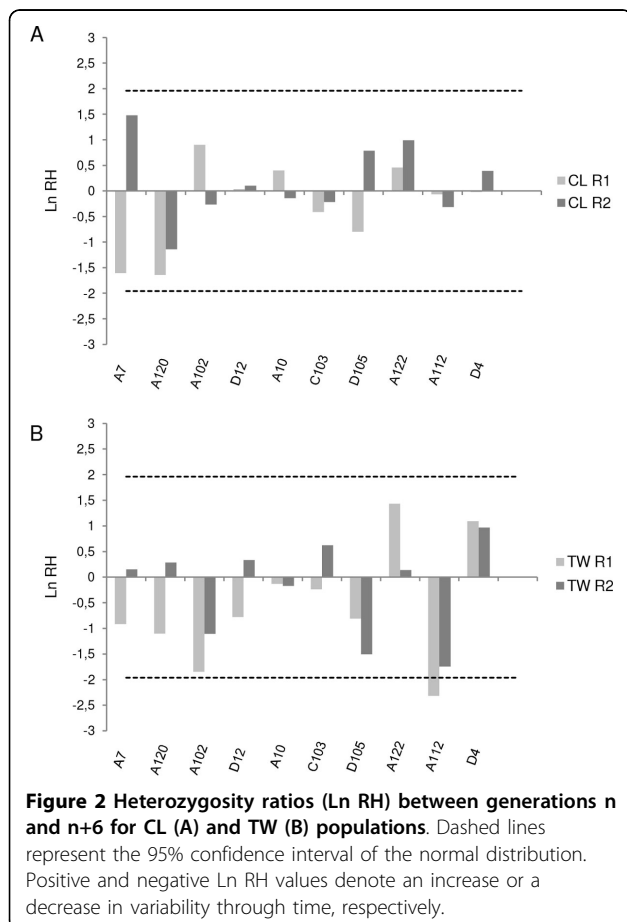 A
3
2,5
2
1,5
1
0,5
0
-0,5
-1
-1,5
-2
-2,5
-3
Ln RH
A7 A120 A102 D12 A10 C103 D105 A122 A112 D4
CL R1
CL R2
B
3
2,5
2
1,5
1
0,5
0
-0,5
-1
-1,5
-2
-2,5
-3
Ln RH
A7 A120 A102 D12 A10 C103 D105 A122 A112 D4
TW R1
TW R2
Figure 2 Heterozygosity ratios (Ln RH) between generations n
and n+6 for CL (A) and TW (B) populations. Dashed lines
represent the 95% confidence interval of the normal distribution.
Positive and negative Ln RH values denote an increase or a
decrease in variability through time, respectively.